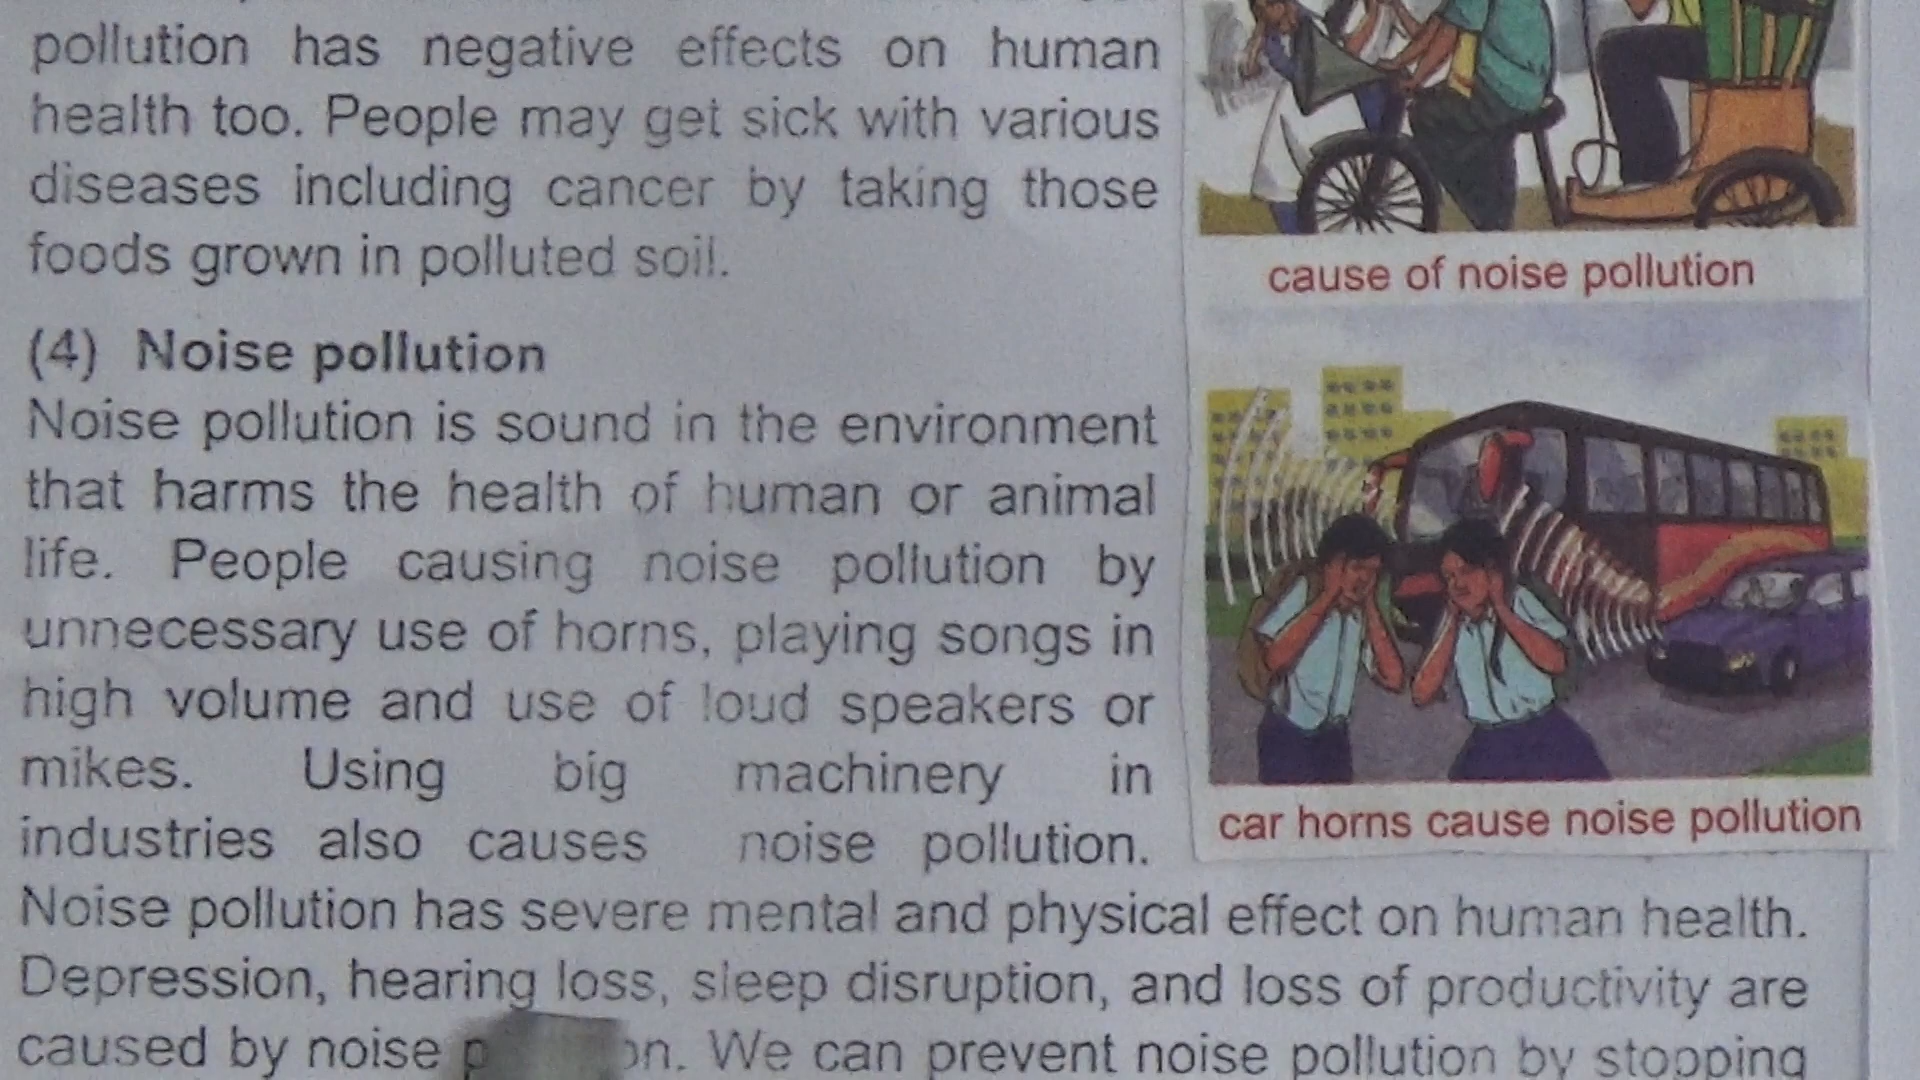 pollution has negative effects on human
health too. People may get sick with various
diseases including cancer by taking those
foods grown in polluted soil.
cause of noise pollution
(4) Noise pollution
Noise pollution is sound in the environment
that harms the health of human or animal
life. People causing noise pollution by
unnecessary use of horns, playing songs in
high volume and use of loud speakers or
mikes. Using big machinery in
industries also causes noise pollution.
car horns cause noise pollution
Noise pollution has severe mental and physical effect on human health.
Depression, hearing loss, sleep disruption, and loss of productivity are
caused by noise We can prevent noise pollution by stopping